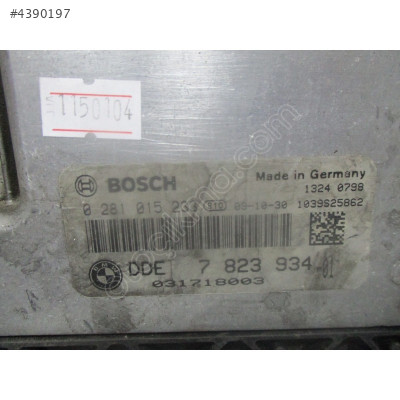 #4390197
1150104
BOSCH
Made in Germany
1324 0798
0 281 015 233 09-10-30 1039S25862
DDE 7 823 934-01
031718003